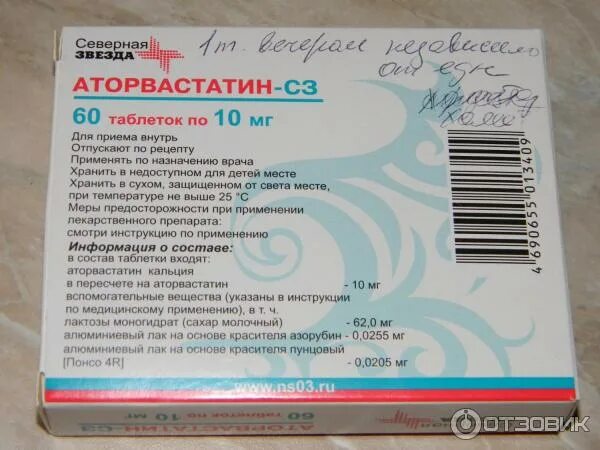 Северная
ЗВЕЗДА
1т. вечером независимо
от еды
АТОРВАСТАТИН-СЗ
60 таблеток по 10 мг
Для приема внутрь
Отпускают по рецепту
Применять по назначению врача
Хранить в недоступном для детей месте
Хранить в сухом, защищенном от света месте,
при температуре не выше 25 °C
Меры предосторожности при применении
лекарственного препарата:
смотри инструкцию по применению
Информация о составе:
в состав таблетки входят:
аторвастатин кальция
в пересчете на аторвастатин - 10 мг
вспомогательные вещества (указаны в инструкции
по медицинскому применению), в т. ч.
лактозы моногидрат (сахар молочный) - 62,0 мг
алюминиевый лак на основе красителя азорубин - 0,0255 мг
алюминиевый лак на основе красителя пунцовый
[Понсо 4R] - 0,0205 мг
4 690655 013409
www.ns03.ru
60 таблеток по 10 мг
АТОРВАСТАТИН-СЗ
ОТЗОВИК